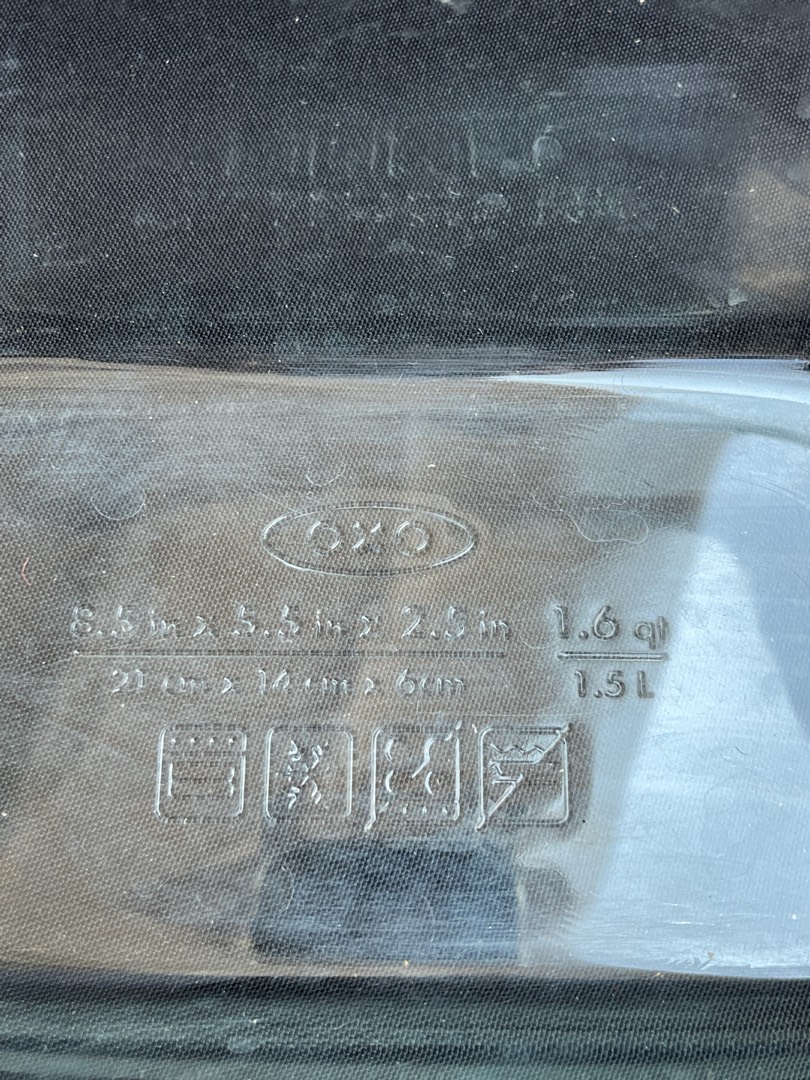 OXO
8.5 in x 5.5 in x 2.5 in 1.6 qt
21 cm x 14 cm x 6cm 1.5 L